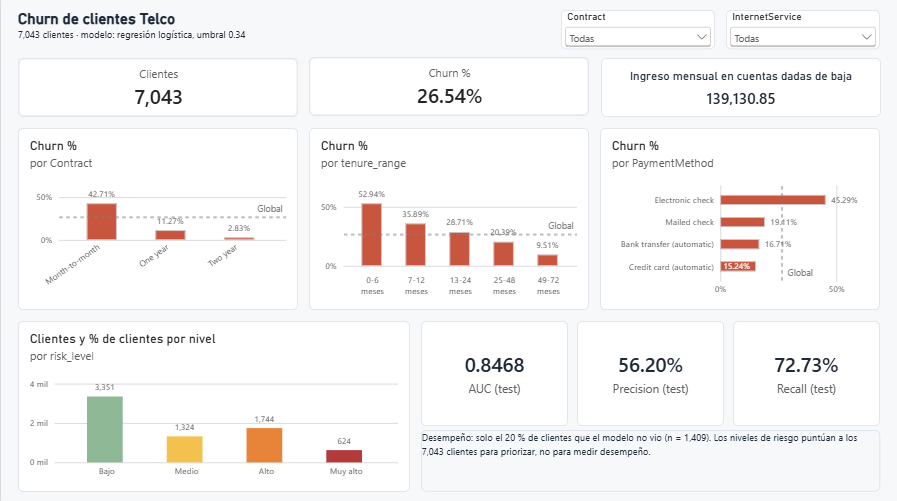 Churn de clientes Telco
7,043 clientes · modelo: regresión logística, umbral 0.34
Contract
Todas
InternetService
Todas
Clientes
7,043
Churn %
26.54%
Ingreso mensual en cuentas dadas de baja
139,130.85
Churn %
por Contract
50%
0%
42.71%
11.27%
2.83%
Global
Month-to-month
One year
Two year
Churn %
por tenure_range
50%
0%
52.94%
35.89%
28.71%
20.39%
9.51%
Global
0-6
meses
7-12
meses
13-24
meses
25-48
meses
49-72
meses
Churn %
por PaymentMethod
Electronic check
45.29%
Mailed check
19.11%
Bank transfer (automatic)
16.71%
Credit card (automatic)
15.24%
Global
0%
50%
Clientes y % de clientes por nivel
por risk_level
4 mil
2 mil
0 mil
3,351
1,324
1,744
624
Bajo
Medio
Alto
Muy alto
0.8468
AUC (test)
56.20%
Precision (test)
72.73%
Recall (test)
Desempeño: solo el 20 % de clientes que el modelo no vio (n = 1,409). Los niveles de riesgo puntúan a los
7,043 clientes para priorizar, no para medir desempeño.